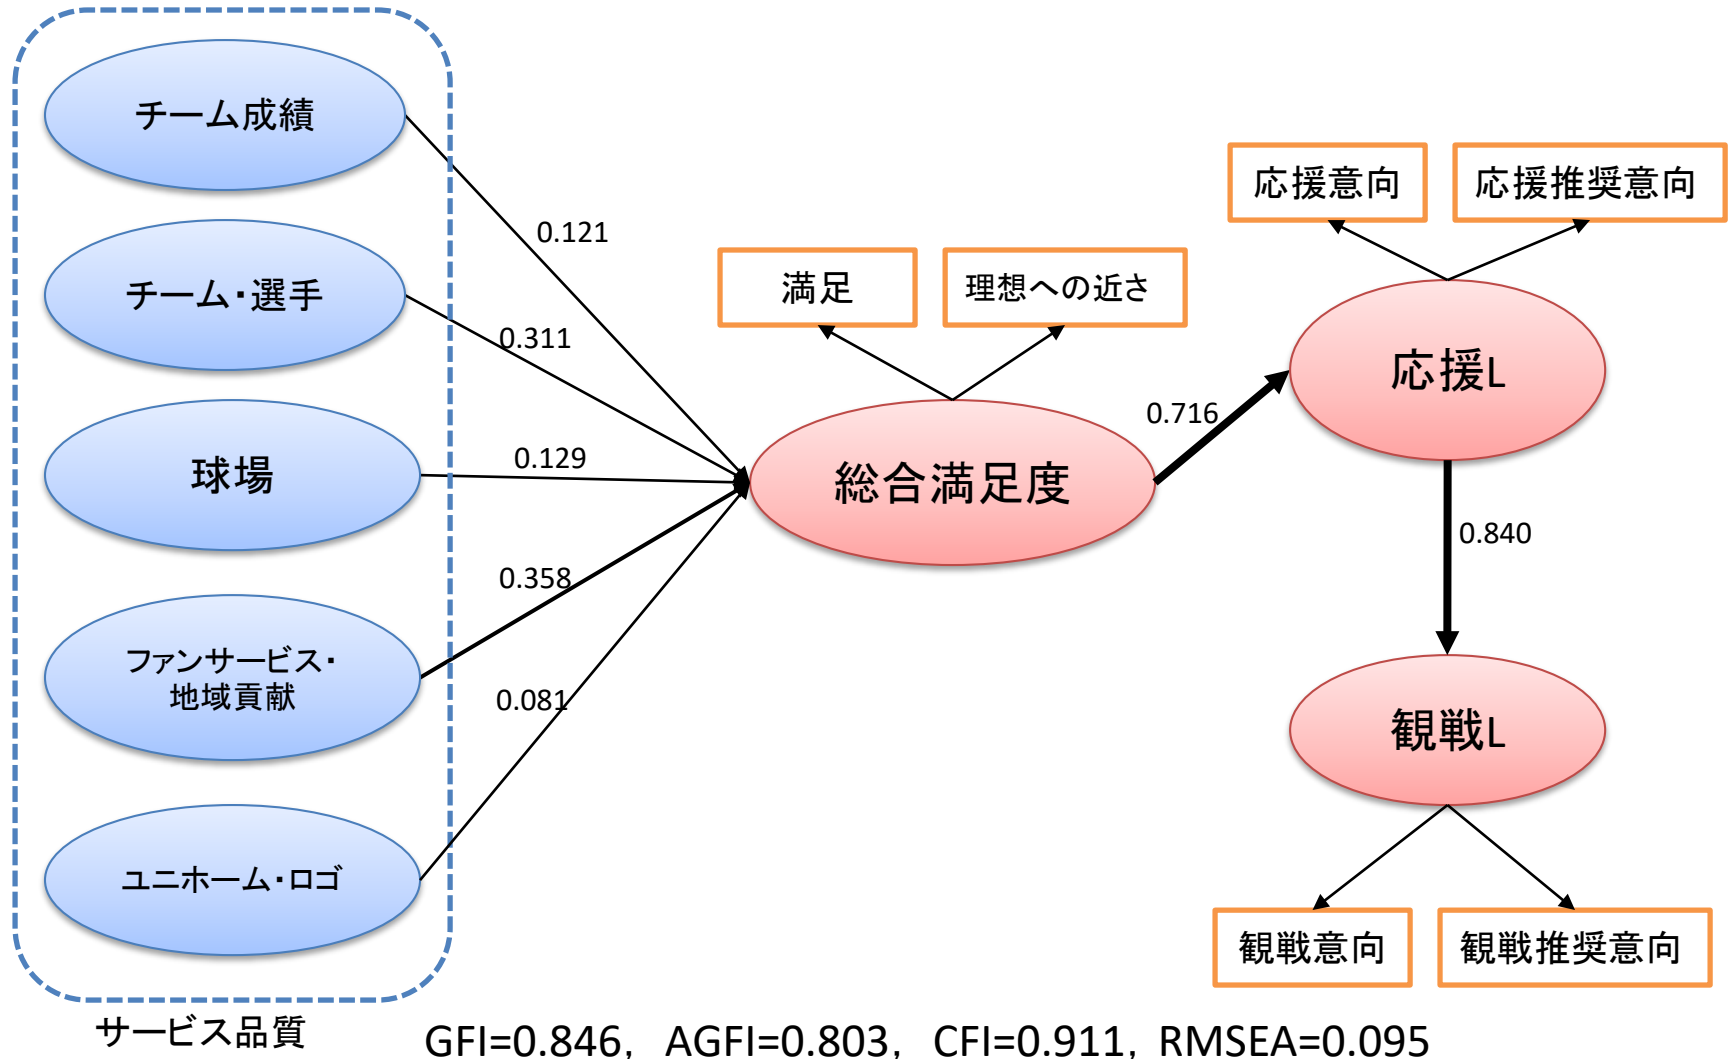 チーム成績
チーム・選手
球場
ファンサービス・
地域貢献
ユニホーム・ロゴ
サービス品質
0.121
0.311
0.129
0.358
0.081
満足
理想への近さ
総合満足度
0.716
応援意向
応援推奨意向
応援L
0.840
観戦L
観戦意向
観戦推奨意向
GFI=0.846, AGFI=0.803, CFI=0.911, RMSEA=0.095